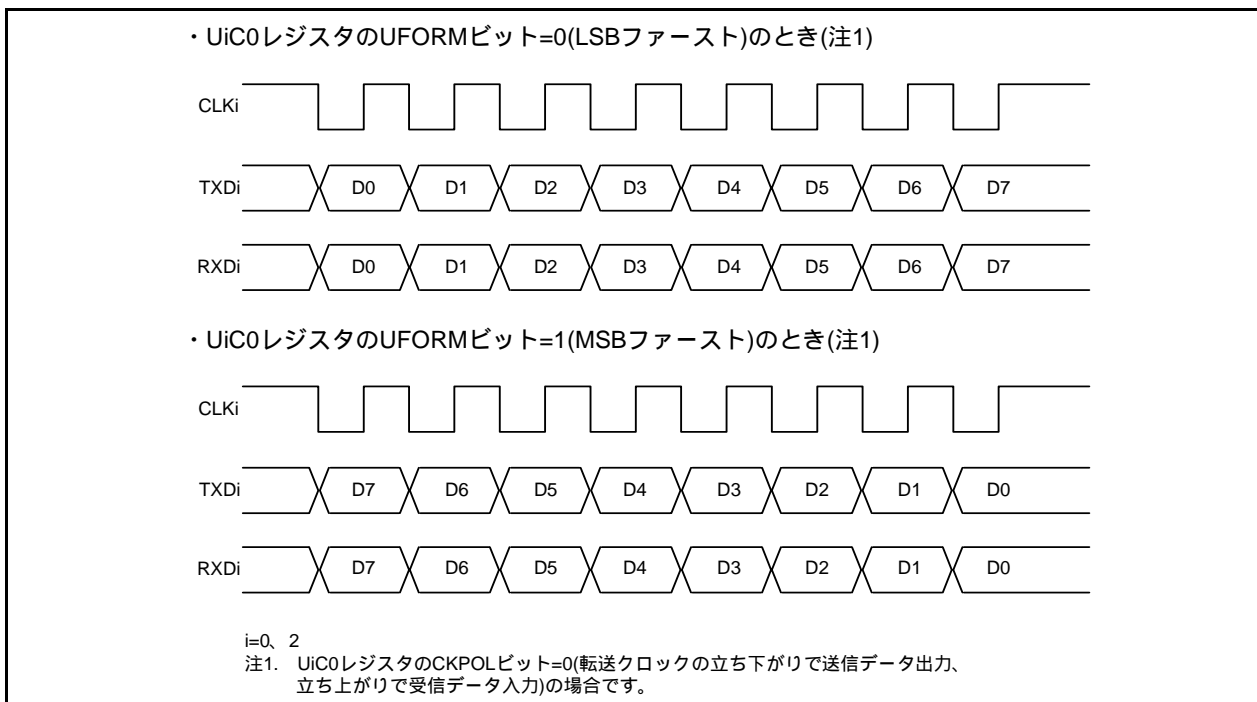 ・UiC0レジスタのUFORMビット=0(LSBファースト)のとき(注1)
CLKi
TXDi D0 D1 D2 D3 D4 D5 D6 D7
RXDi D0 D1 D2 D3 D4 D5 D6 D7
・UiC0レジスタのUFORMビット=1(MSBファースト)のとき(注1)
CLKi
TXDi D7 D6 D5 D4 D3 D2 D1 D0
RXDi D7 D6 D5 D4 D3 D2 D1 D0
i=0、2
注1. UiC0レジスタのCKPOLビット=0(転送クロックの立ち下がりで送信データ出力、
立ち上がりで受信データ入力)の場合です。